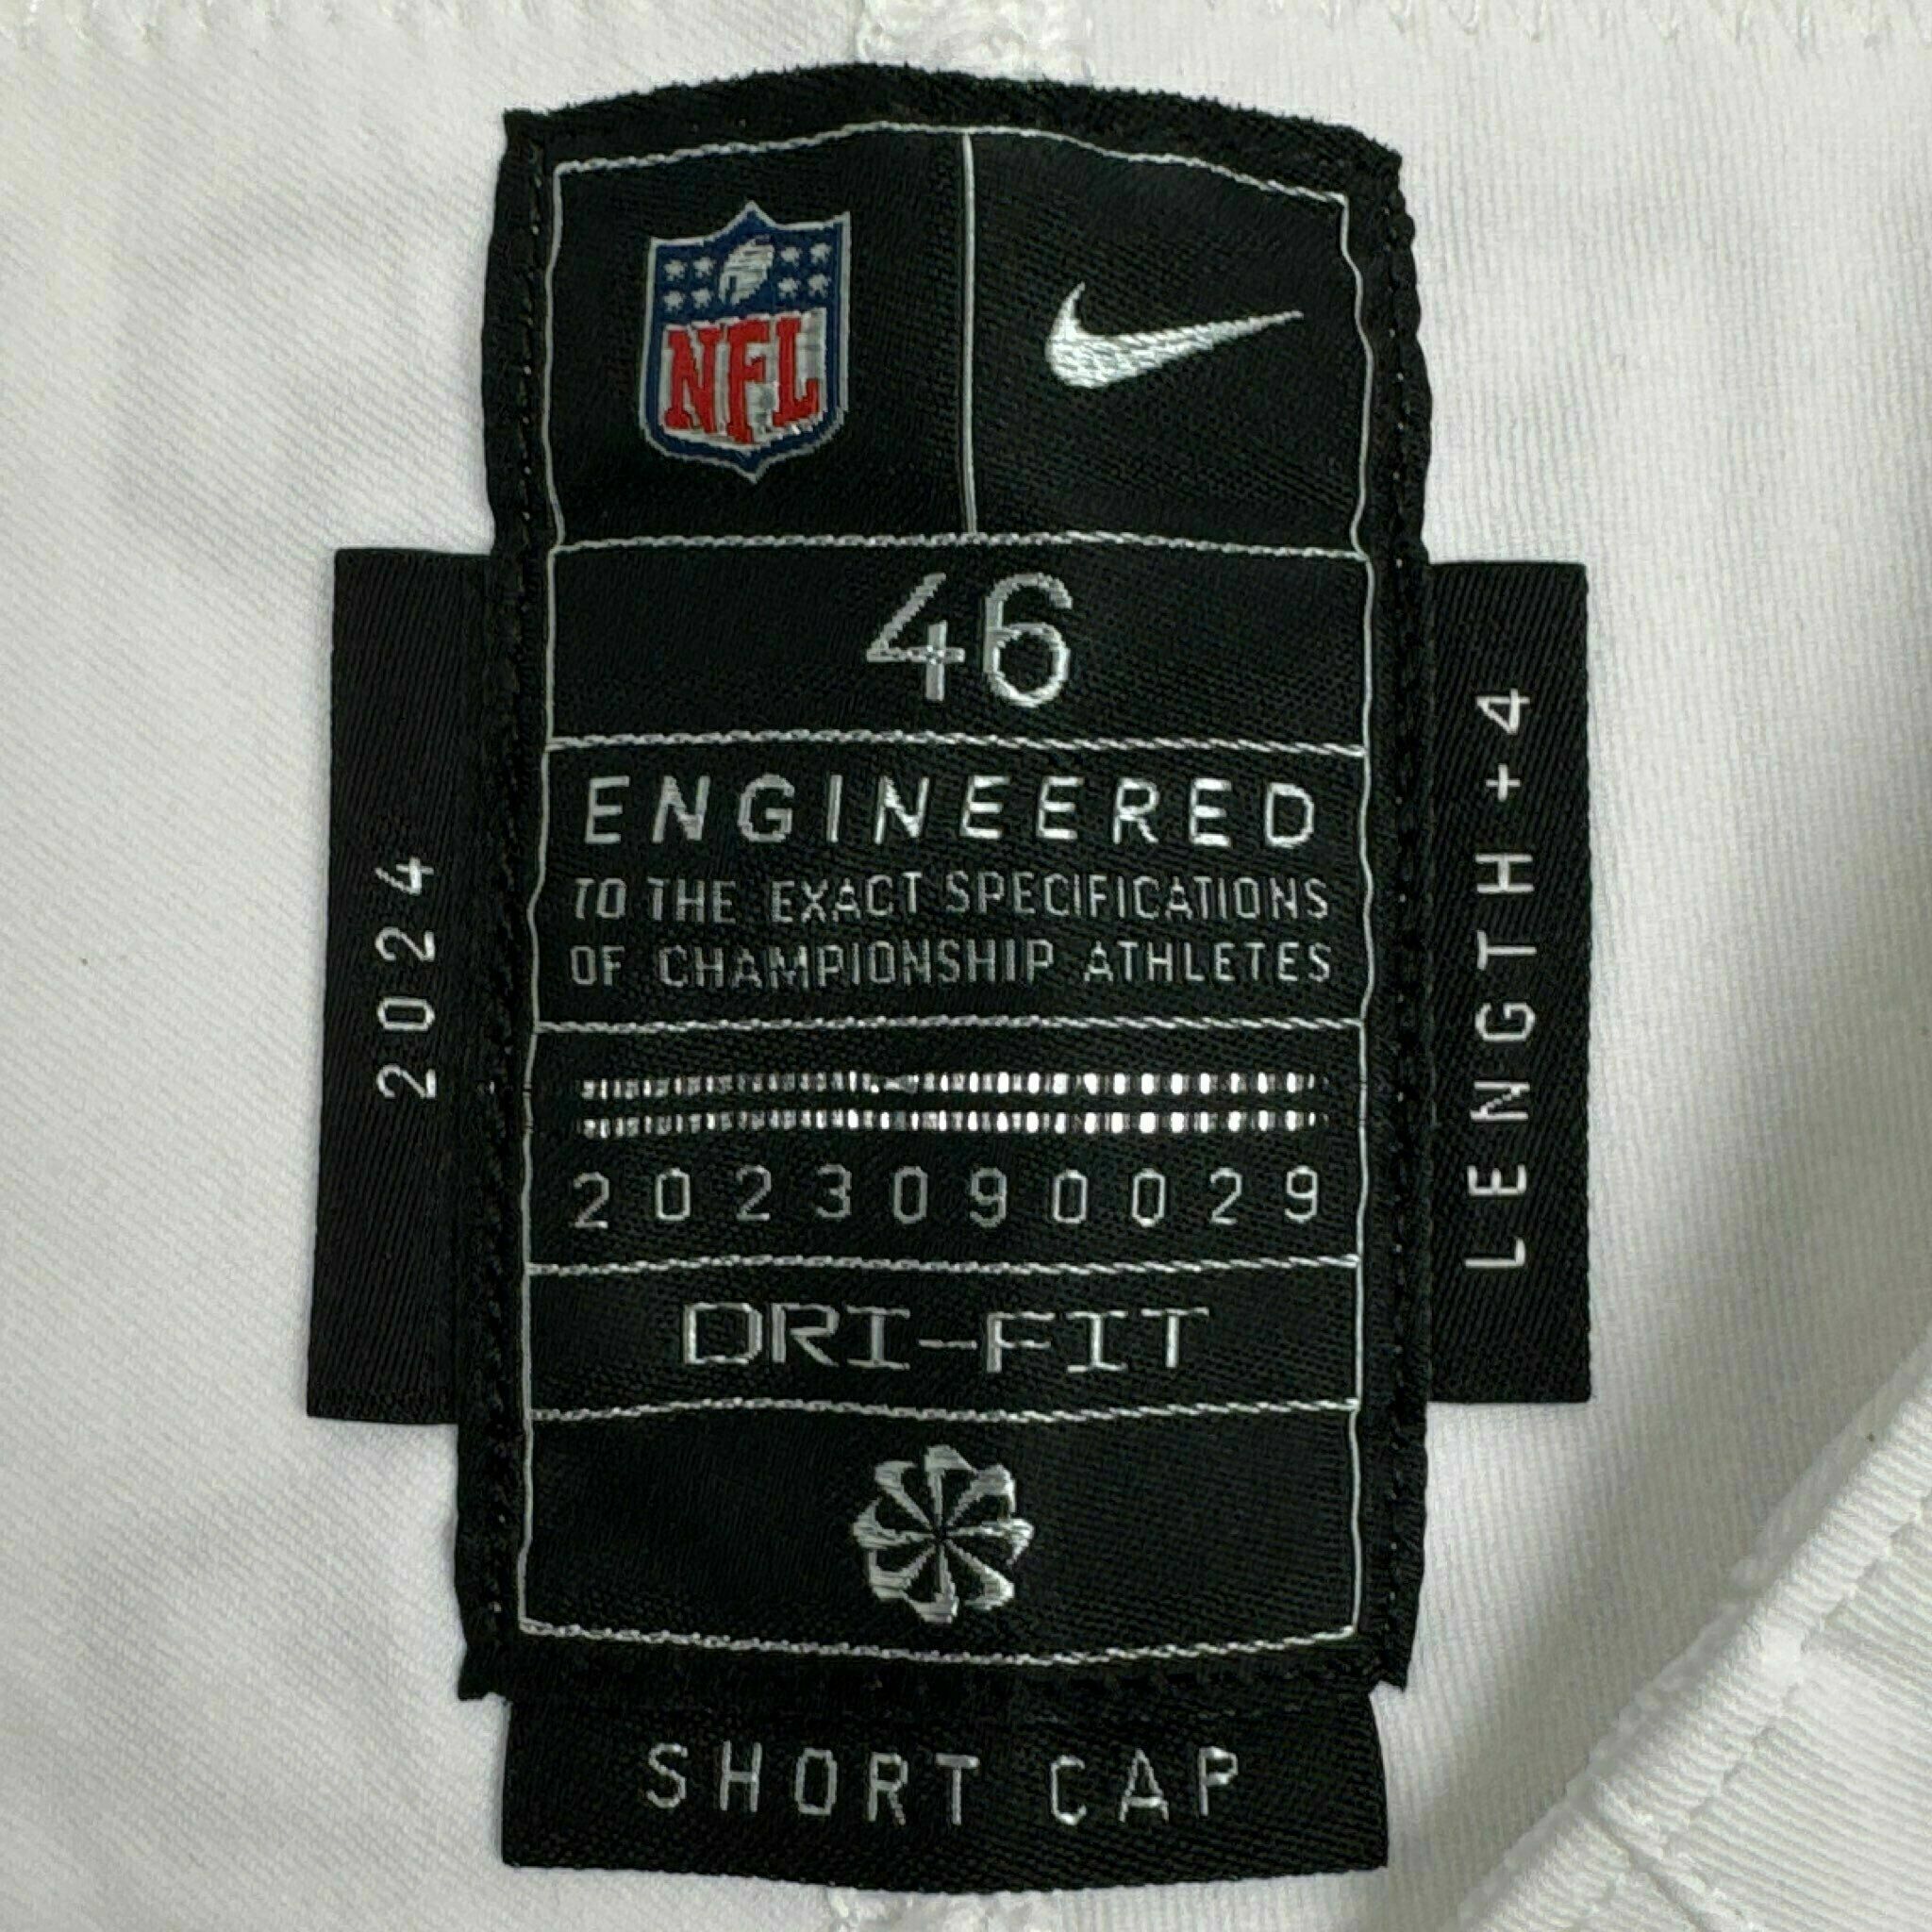 NFL
46
ENGINEERED
TO THE EXACT SPECIFICATIONS
OF CHAMPIONSHIP ATHLETES
2023090029
DRI-FIT
SHORT CAP
2024
LENGTH+4